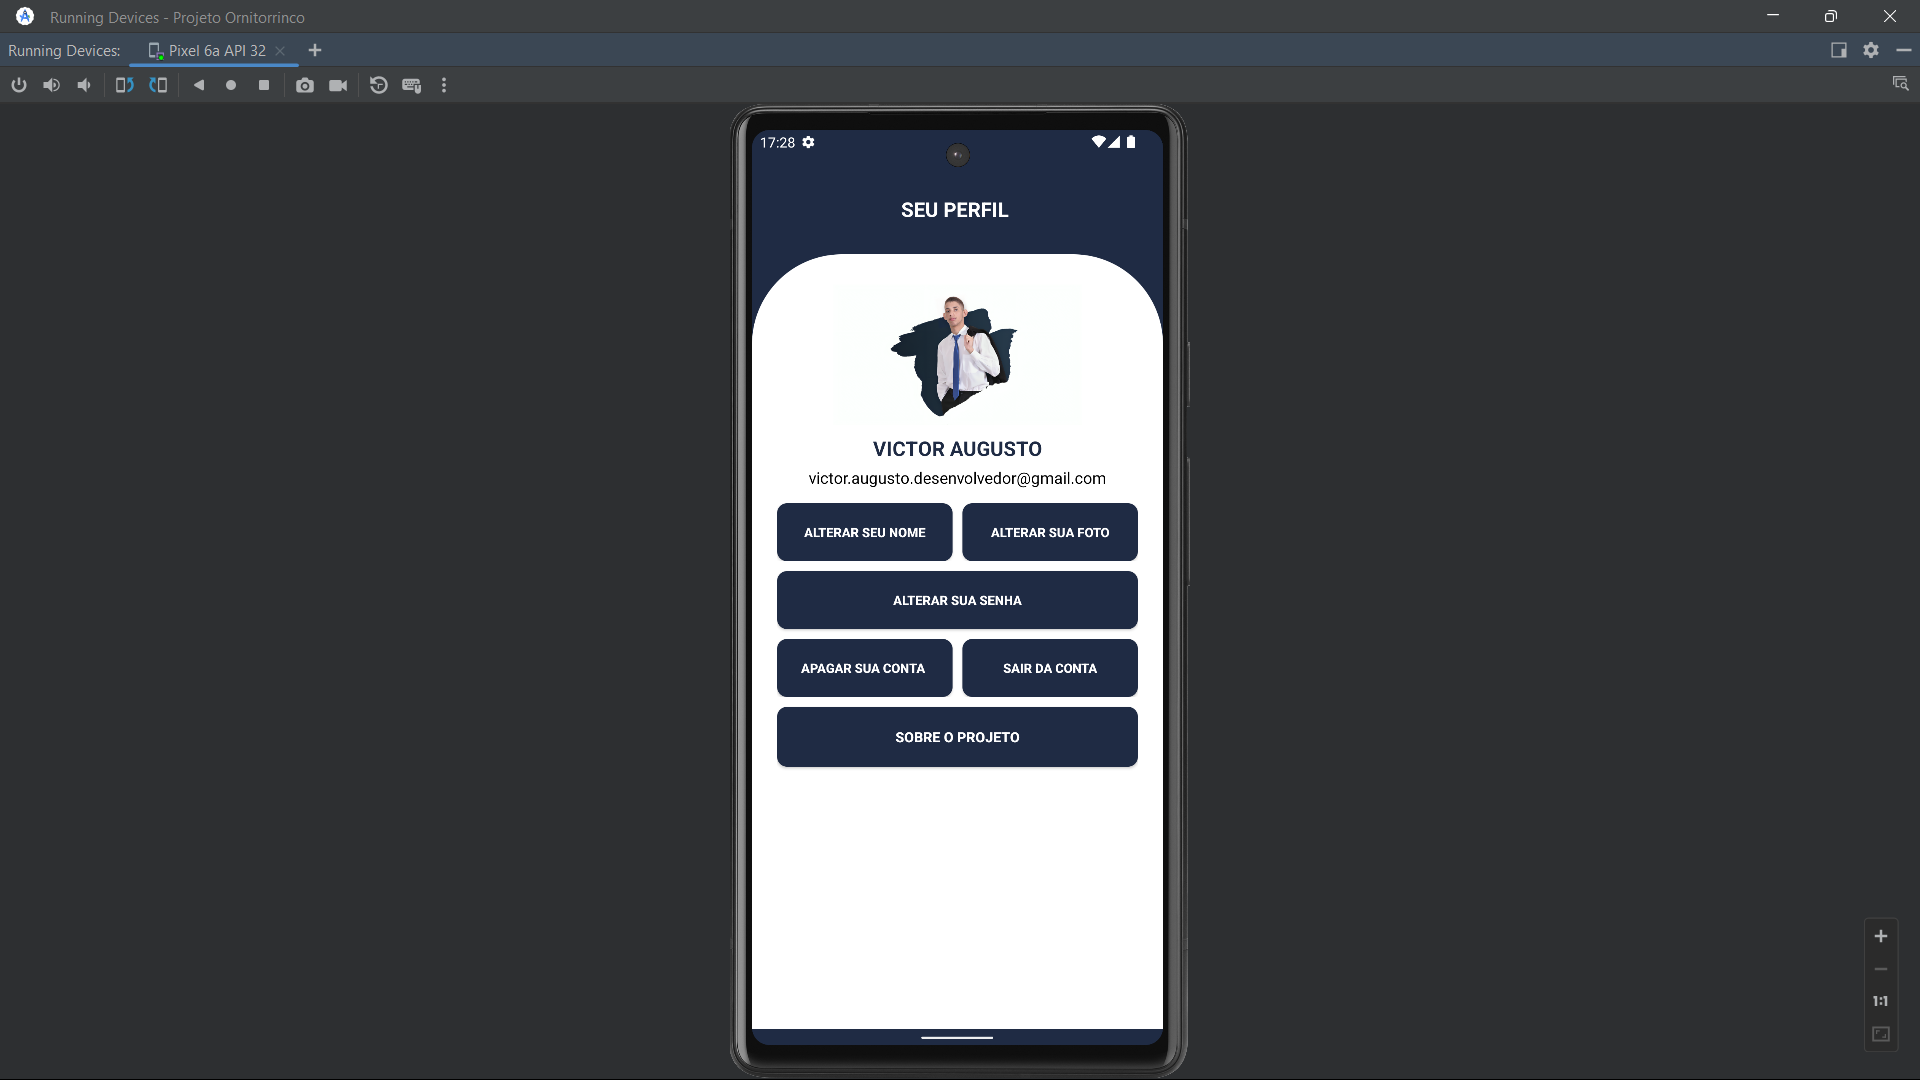 Running Devices - Projeto Ornitorrinco
Running Devices:
Pixel 6a API 32
17:28
SEU PERFIL
VICTOR AUGUSTO
victor.augusto.desenvolvedor@gmail.com
ALTERAR SEU NOME
ALTERAR SUA FOTO
ALTERAR SUA SENHA
APAGAR SUA CONTA
SAIR DA CONTA
SOBRE O PROJETO
1:1